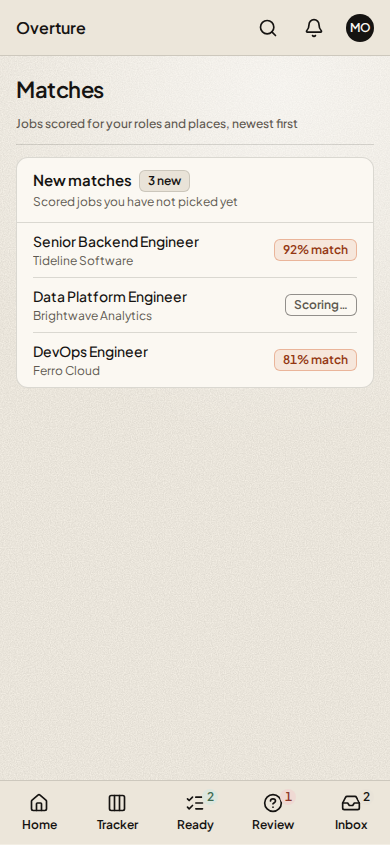 Overture
MO
Matches
Jobs scored for your roles and places, newest first
New matches 3 new
Scored jobs you have not picked yet
Senior Backend Engineer
92% match
Tideline Software
Data Platform Engineer
Scoring...
Brightwave Analytics
DevOps Engineer
81% match
Ferro Cloud
2 1 2
Home Tracker Ready Review Inbox